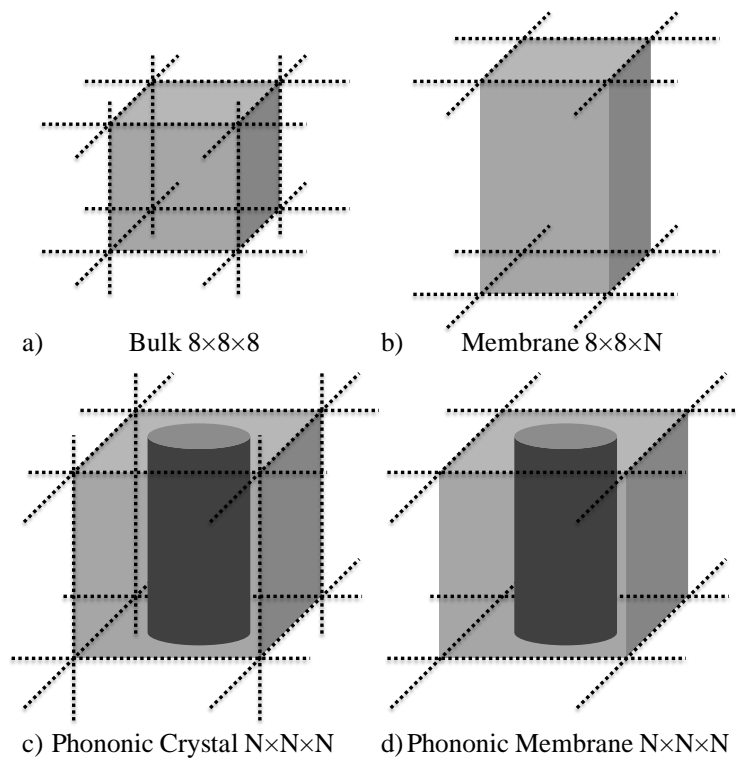 a) Bulk 8×8×8
b) Membrane 8×8×N
c) Phononic Crystal N×N×N
d) Phononic Membrane N×N×N